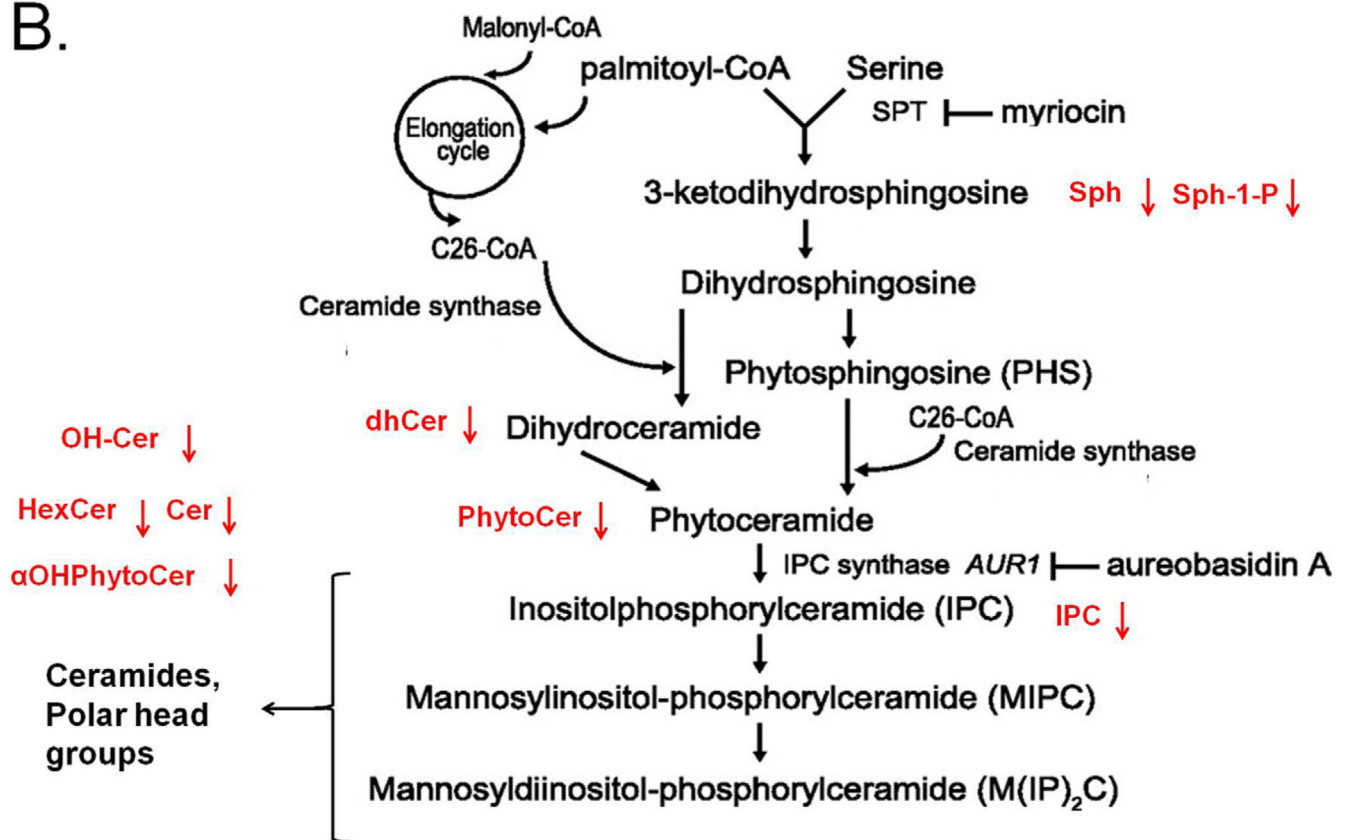 B.
Malonyl-CoA
palmitoyl-CoA Serine
SPT myriocin
Elongation
cycle
3-ketodihydrosphingosine Sph ↓ Sph-1-P ↓
C26-CoA
Dihydrosphingosine
Ceramide synthase
Phytosphingosine (PHS)
C26-CoA
Ceramide synthase
OH-Cer ↓
dhCer ↓ Dihydroceramide
HexCer ↓ Cer ↓
PhytoCer ↓ Phytoceramide
αOHPhytoCer ↓
IPC synthase AUR1 aureobasidin A
Inositolphosphorylceramide (IPC) IPC ↓
Ceramides,
Polar head
groups
Mannosylinositol-phosphorylceramide (MIPC)
Mannosyldiinositol-phosphorylceramide (M(IP)₂C)